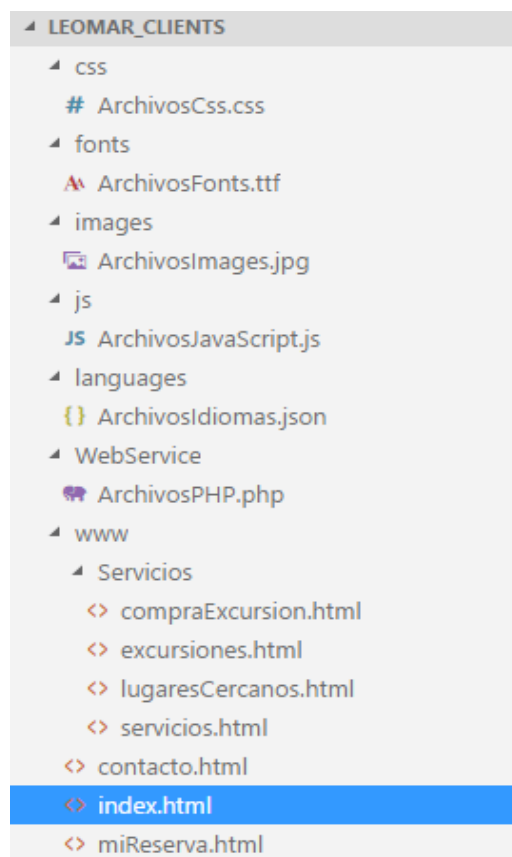 LEOMAR_CLIENTS
css
# ArchivosCss.css
fonts
A ArchivosFonts.ttf
images
ArchivosImages.jpg
js
JS ArchivosJavaScript.js
languages
{} ArchivosIdiomas.json
WebService
ArchivosPHP.php
www
Servicios
<> compraExcursion.html
<> excursiones.html
<> lugaresCercanos.html
<> servicios.html
<> contacto.html
<> index.html
<> miReserva.html